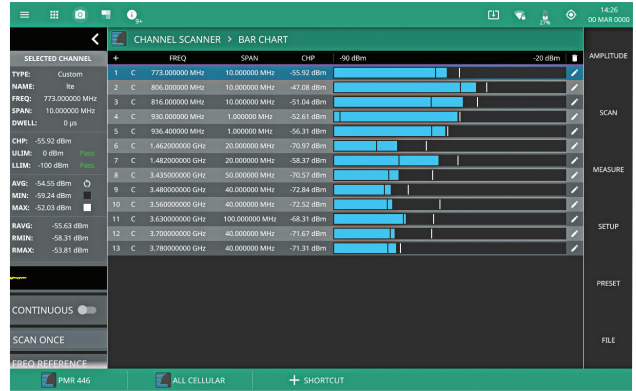 9+
27%
14:26
00 MAR 0000
CHANNEL SCANNER > BAR CHART
SELECTED CHANNEL
TYPE: Custom
NAME: lte
FREQ: 773.000000 MHz
SPAN: 10.000000 MHz
DWELL: 0 µs
CHP: -55.92 dBm
ULIM: 0 dBm Pass
LLIM: -100 dBm Pass
AVG: -54.55 dBm
MIN: -59.24 dBm
MAX: -52.03 dBm
RAVG: -55.63 dBm
RMIN: -58.31 dBm
RMAX: -53.81 dBm
CONTINUOUS
SCAN ONCE
FREQ REFERENCE
+ FREQ SPAN CHP -90 dBm -20 dBm
1 C 773.000000 MHz 10.000000 MHz -55.92 dBm
2 C 806.000000 MHz 10.000000 MHz -47.08 dBm
3 C 816.000000 MHz 10.000000 MHz -51.04 dBm
4 C 930.000000 MHz 1.000000 MHz -52.61 dBm
5 C 936.400000 MHz 1.000000 MHz -56.31 dBm
6 C 1.462000000 GHz 20.000000 MHz -70.97 dBm
7 C 1.482000000 GHz 20.000000 MHz -58.37 dBm
8 C 3.435000000 GHz 50.000000 MHz -70.57 dBm
9 C 3.480000000 GHz 40.000000 MHz -72.84 dBm
10 C 3.560000000 GHz 40.000000 MHz -72.52 dBm
11 C 3.630000000 GHz 100.000000 MHz -68.31 dBm
12 C 3.700000000 GHz 40.000000 MHz -71.67 dBm
13 C 3.780000000 GHz 40.000000 MHz -71.31 dBm
AMPLITUDE
SCAN
MEASURE
SETUP
PRESET
FILE
PMR 446
ALL CELLULAR
+ SHORTCUT